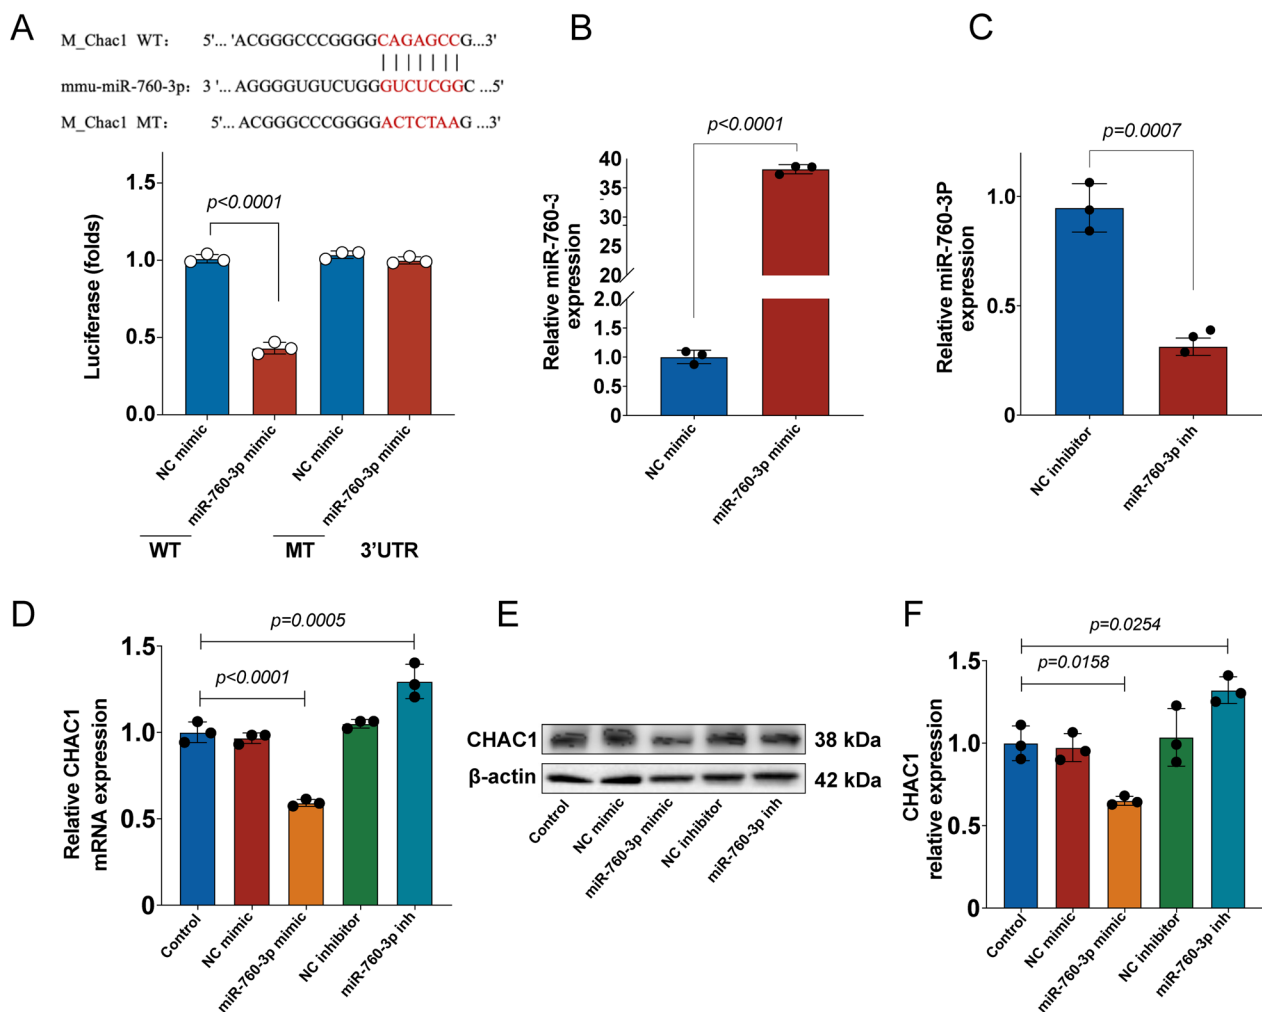 A
M_Chac1 WT: 5'... 'ACGGGCCCGGGGCAGAGCCG...3'
mmu-miR-760-3p: 3 '... AGGGGUGUCUGGGUCUCGGC ...5'
M_Chac1 MT: 5'... ACGGGCCCGGGGACTCTAAG ...3'
Luciferase (folds)
1.5
1.0
0.5
0.0
p<0.0001
NC mimic
miR-760-3p mimic
NC mimic
miR-760-3p mimic
WT
MT
3'UTR
B
Relative miR-760-3
expression
40
35
30
25
20
2.0
1.5
1.0
0.5
0
p<0.0001
NC mimic
miR-760-3p mimic
C
Relative miR-760-3P
expression
1.0
0.5
0
p=0.0007
NC inhibitor
miR-760-3p inh
D
Relative CHAC1
mRNA expression
1.5
1.0
0.5
0
p=0.0005
p<0.0001
Control
NC mimic
miR-760-3p mimic
NC inhibitor
miR-760-3p inh
E
CHAC1
38 kDa
β-actin
42 kDa
Control
NC mimic
miR-760-3p mimic
NC inhibitor
miR-760-3p inh
F
CHAC1
relative expression
1.5
1.0
0.5
0
p=0.0254
p=0.0158
Control
NC mimic
miR-760-3p mimic
NC inhibitor
miR-760-3p inh